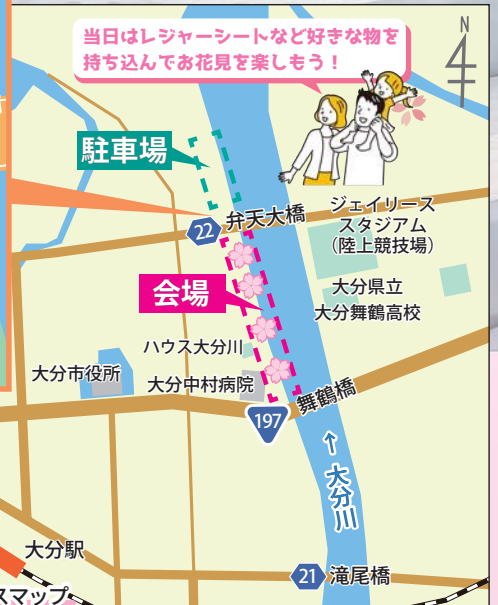 当日はレジャーシートなど好きな物を
持ち込んでお花見を楽しもう！
N
駐車場
22
弁天大橋
ジェイリース
スタジアム
（陸上競技場）
会場
大分県立
大分舞鶴高校
ハウス大分川
大分市役所
大分中村病院
舞鶴橋
197
↑大分川
大分駅
21
滝尾橋
スマップ